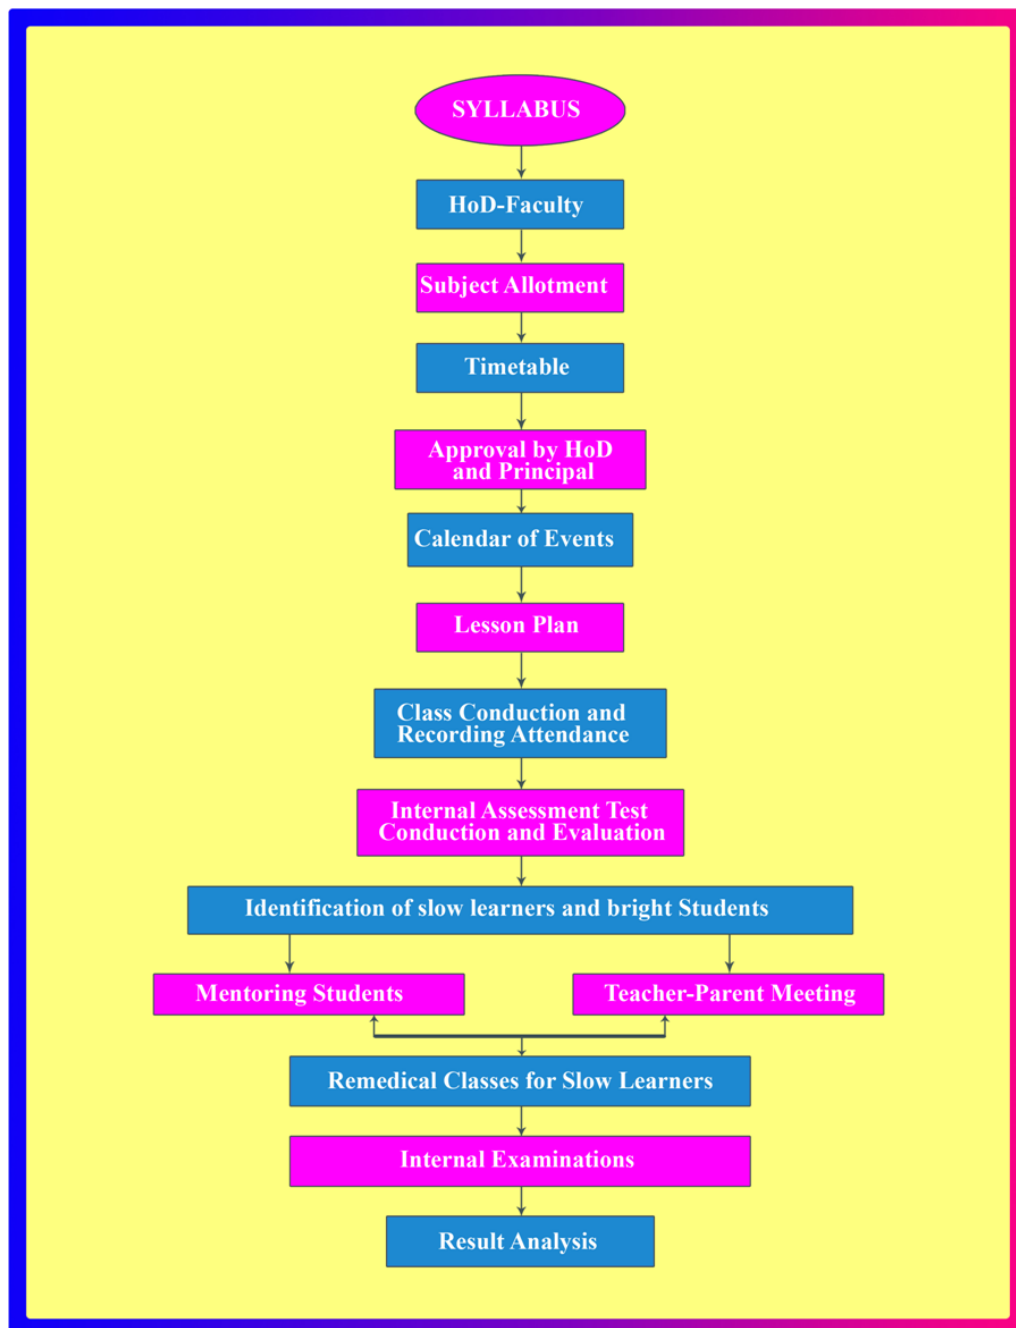 SYLLABUS
HoD-Faculty
Subject Allotment
Timetable
Approval by HoD
and Principal
Calendar of Events
Lesson Plan
Class Conduction and
Recording Attendance
Internal Assessment Test
Conduction and Evaluation
Identification of slow learners and bright Students
Mentoring Students
Teacher-Parent Meeting
Remedical Classes for Slow Learners
Internal Examinations
Result Analysis